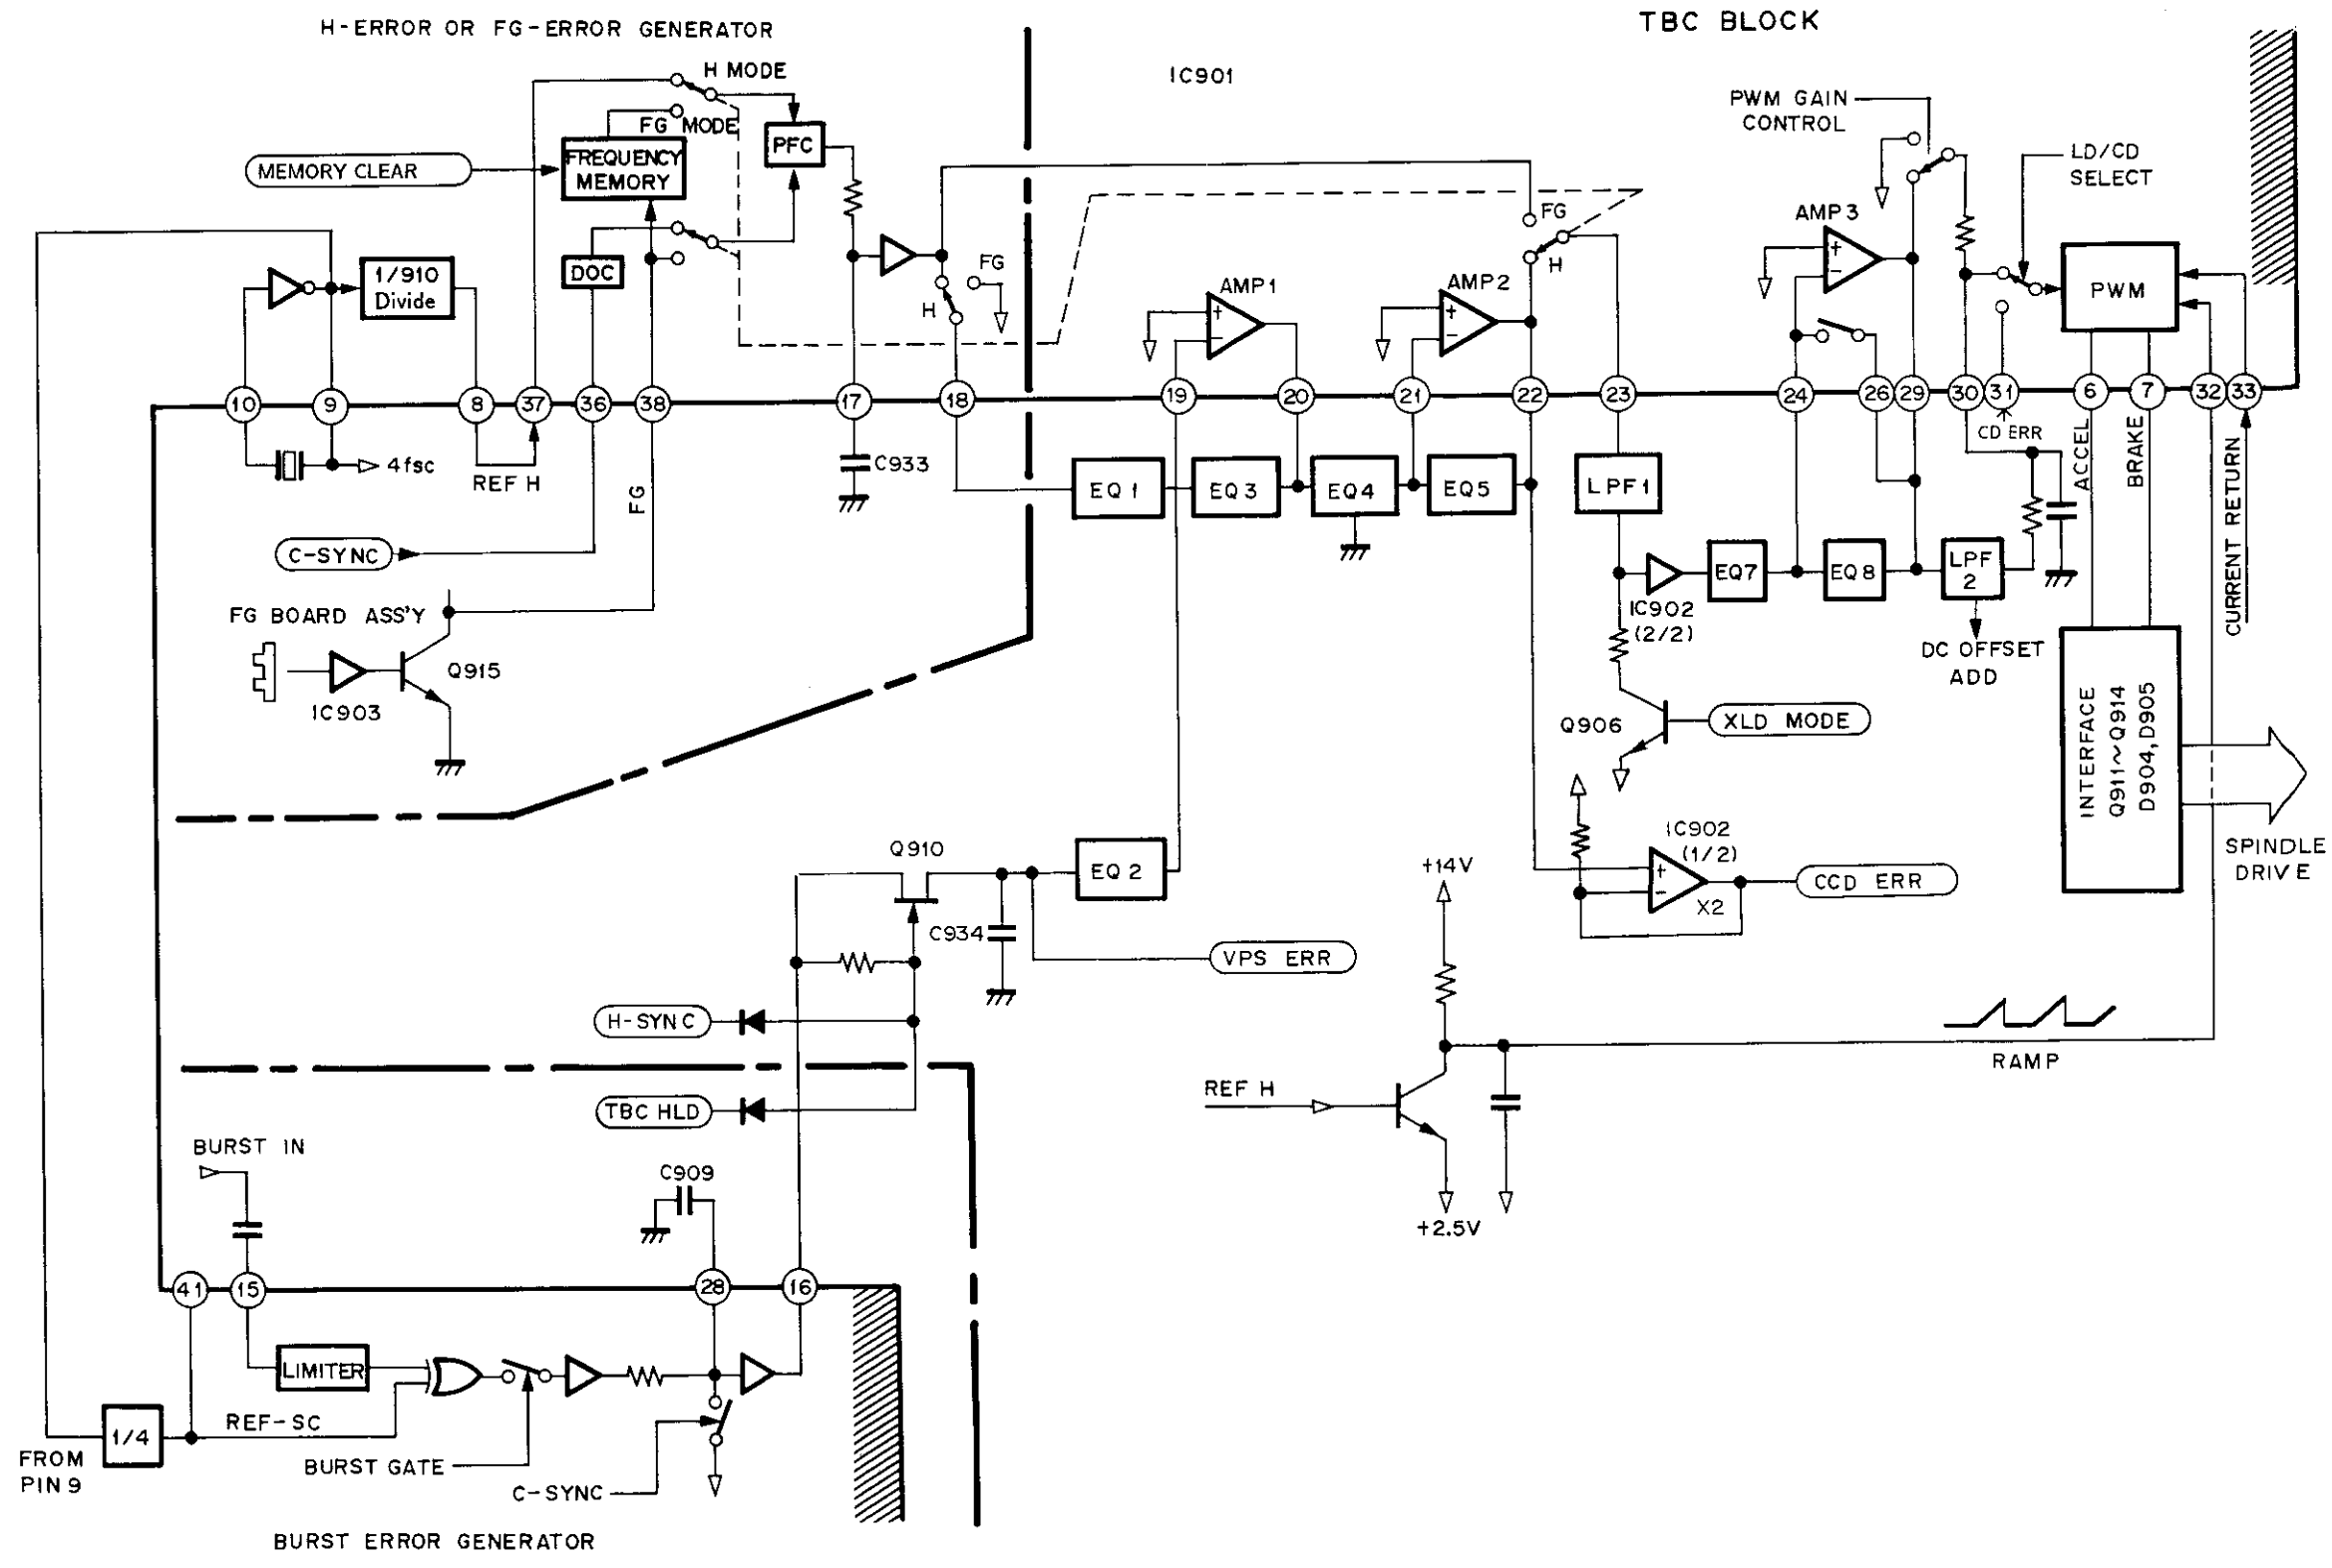 H-ERROR OR FG-ERROR GENERATOR
TBC BLOCK
IC901
H MODE
FG MODE
PFC
FREQUENCY
MEMORY
MEMORY CLEAR
DOC
1/910
Divide
FG
H
AMP1
AMP2
FG
H
AMP3
PWM GAIN
CONTROL
LD/CD
SELECT
PWM
+
−
+
−
+
−
10
9
8
37
36
38
17
18
19
20
21
22
23
24
26
29
30
31
6
7
32
33
4fsc
REF H
FG
C933
CD ERR
ACCEL
BRAKE
CURRENT RETURN
EQ1
EQ3
EQ4
EQ5
LPF1
C-SYNC
EQ7
EQ8
LPF
2
IC902
(2/2)
DC OFFSET
ADD
FG BOARD ASS'Y
IC903
Q915
Q906
XLD MODE
INTERFACE
Q911~Q914
D904,D905
SPINDLE
DRIVE
Q910
EQ2
C934
VPS ERR
+14V
IC902
(1/2)
+
−
X2
CCD ERR
H-SYNC
TBC HLD
RAMP
REF H
+2.5V
BURST IN
C909
41
15
28
16
LIMITER
1/4
REF-SC
FROM
PIN 9
BURST GATE
C-SYNC
BURST ERROR GENERATOR